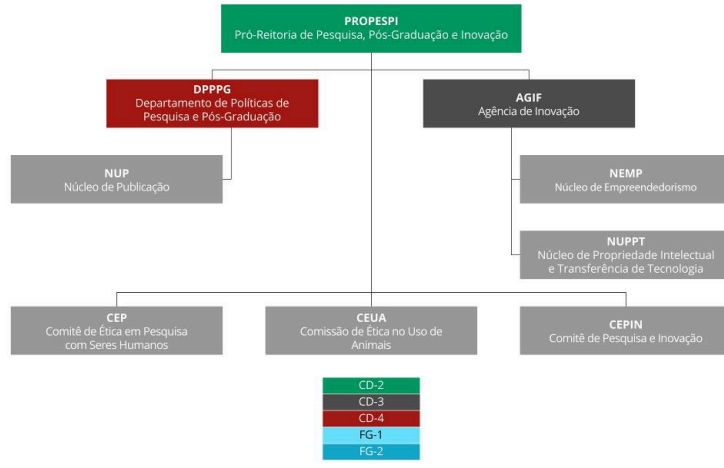 PROPESPI
Pró-Reitoria de Pesquisa, Pós-Graduação e Inovação
DPPPG
Departamento de Políticas de
Pesquisa e Pós-Graduação
AGIF
Agência de Inovação
NUP
Núcleo de Publicação
NEMP
Núcleo de Empreendedorismo
NUPPT
Núcleo de Propriedade Intelectual
e Transferência de Tecnologia
CEP
Comitê de Ética em Pesquisa
com Seres Humanos
CEUA
Comissão de Ética no Uso de
Animais
CEPIN
Comitê de Pesquisa e Inovação
CD-2
CD-3
CD-4
FG-1
FG-2